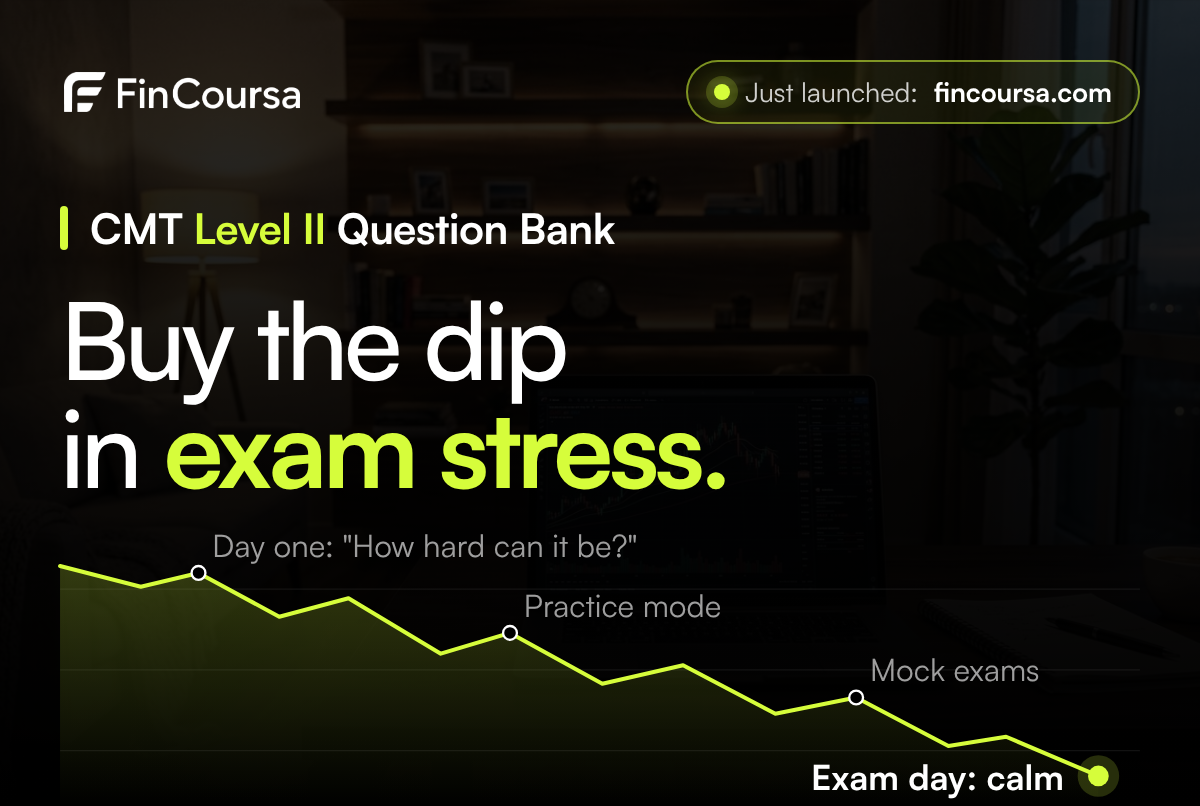 FinCoursa
Just launched: fincoursa.com
CMT Level II Question Bank
Buy the dip
in exam stress.
Day one: "How hard can it be?"
Practice mode
Mock exams
Exam day: calm